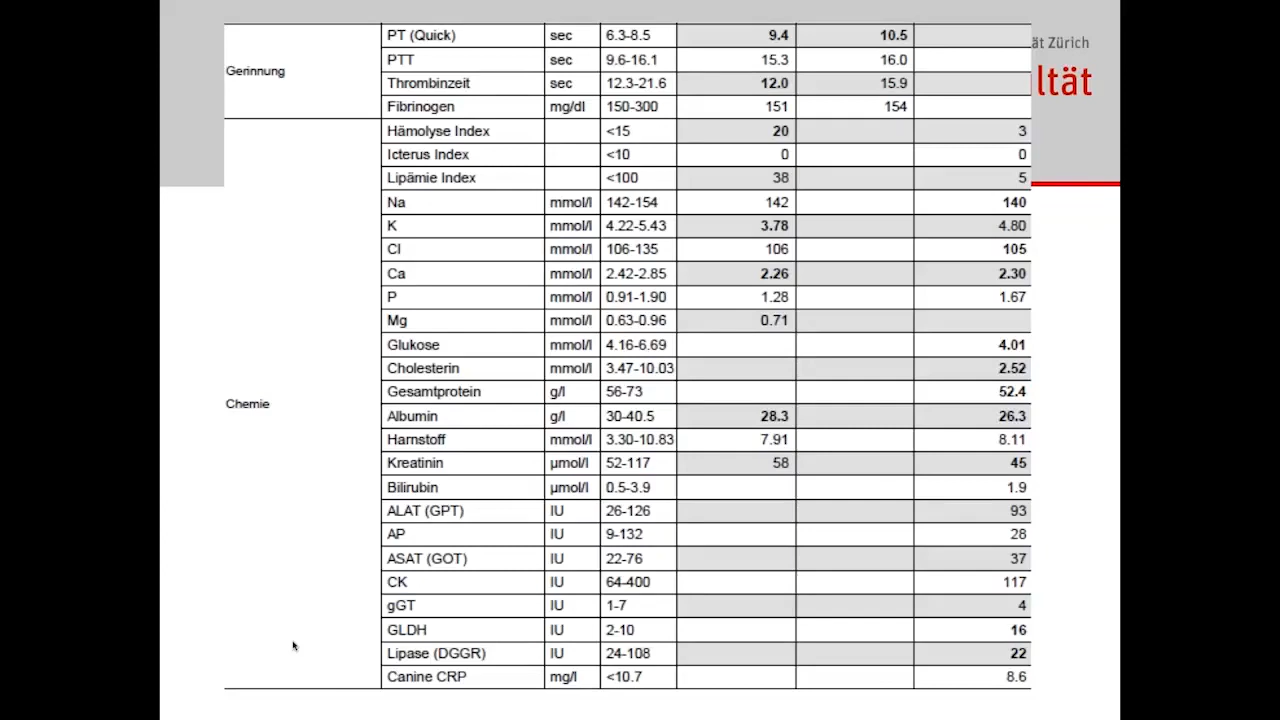 PT (Quick) sec 6.3-8.5 9.4 10.5
ät Zürich
PTT sec 9.6-16.1 15.3 16.0
Gerinnung
Thrombinzeit sec 12.3-21.6 12.0 15.9
ltät
Fibrinogen mg/dl 150-300 151 154
Hämolyse Index <15 20 3
Icterus Index <10 0 0
Lipämie Index <100 38 5
Na mmol/l 142-154 142 140
K mmol/l 4.22-5.43 3.78 4.80
Cl mmol/l 106-135 106 105
Ca mmol/l 2.42-2.85 2.26 2.30
P mmol/l 0.91-1.90 1.28 1.67
Mg mmol/l 0.63-0.96 0.71
Glukose mmol/l 4.16-6.69 4.01
Cholesterin mmol/l 3.47-10.03 2.52
Gesamtprotein g/l 56-73 52.4
Chemie
Albumin g/l 30-40.5 28.3 26.3
Harnstoff mmol/l 3.30-10.83 7.91 8.11
Kreatinin µmol/l 52-117 58 45
Bilirubin µmol/l 0.5-3.9 1.9
ALAT (GPT) IU 26-126 93
AP IU 9-132 28
ASAT (GOT) IU 22-76 37
CK IU 64-400 117
gGT IU 1-7 4
GLDH IU 2-10 16
Lipase (DGGR) IU 24-108 22
Canine CRP mg/l <10.7 8.6